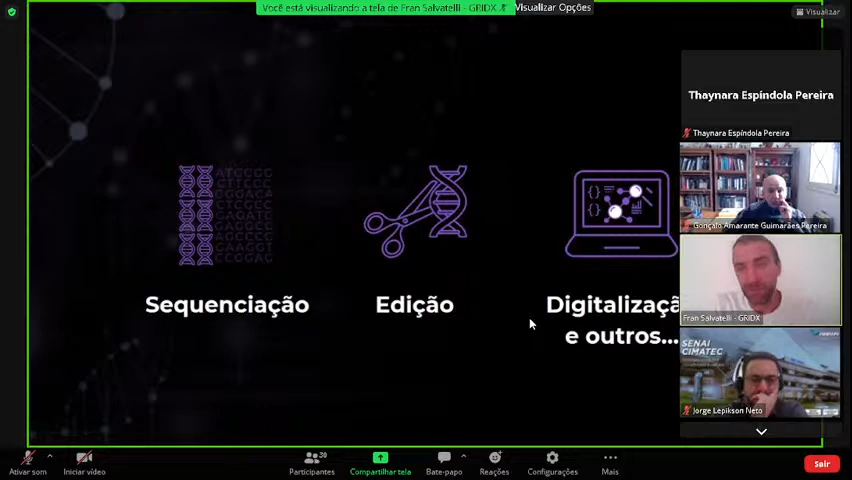 Você está visualizando a tela de Fran Salvatelli - GRIDX
Visualizar Opções
Visualizar
Thaynara Espíndola Pereira
Thaynara Espíndola Pereira
Gonçalo Amarante Guimarães Pereira
Fran Salvatelli - GRIDX
SENAI
CIMATEC
Jorge Lepikson Neto
Sequenciação
Edição
Digitalizaçã
e outros...
Ativar som
Iniciar vídeo
Participantes
30
Compartilhar tela
Bate-papo
Reações
Configurações
Mais
Sair